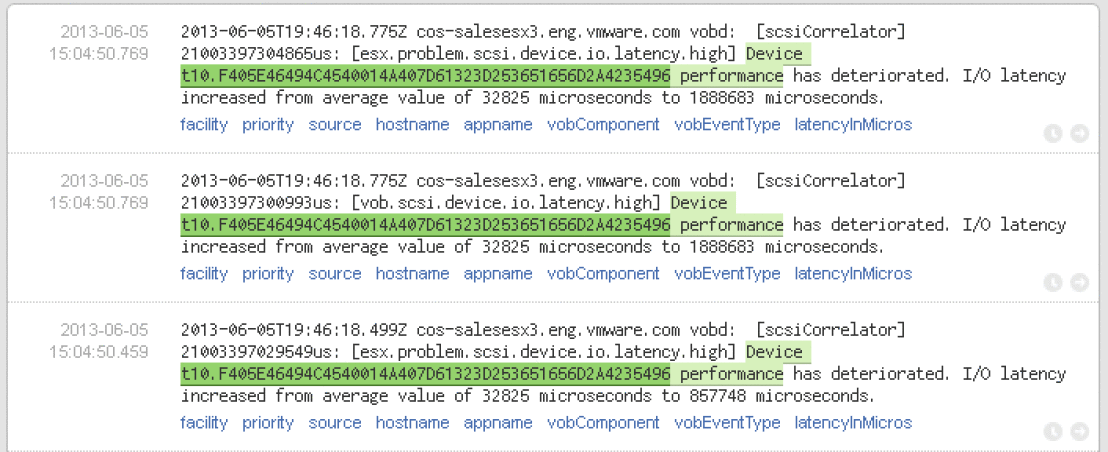 2013-06-05 2013-06-05T19:46:18.775Z cos-salesesx3.eng.vmware.com vobd:  [scsiCorrelator]
15:04:50.769 21003397304865us: [esx.problem.scsi.device.io.latency.high] Device
t10.F405E46494C4540014A407D61323D253651656D2A4235496 performance has deteriorated. I/O latency
increased from average value of 32825 microseconds to 1888683 microseconds.
facility priority source hostname appname vobComponent vobEventType latencyInMicros
2013-06-05 2013-06-05T19:46:18.775Z cos-salesesx3.eng.vmware.com vobd:  [scsiCorrelator]
15:04:50.769 21003397300993us: [vob.scsi.device.io.latency.high] Device
t10.F405E46494C4540014A407D61323D253651656D2A4235496 performance has deteriorated. I/O latency
increased from average value of 32825 microseconds to 1888683 microseconds.
facility priority source hostname appname vobComponent vobEventType latencyInMicros
2013-06-05 2013-06-05T19:46:18.499Z cos-salesesx3.eng.vmware.com vobd:  [scsiCorrelator]
15:04:50.459 21003397029549us: [esx.problem.scsi.device.io.latency.high] Device
t10.F405E46494C4540014A407D61323D253651656D2A4235496 performance has deteriorated. I/O latency
increased from average value of 32825 microseconds to 857748 microseconds.
facility priority source hostname appname vobComponent vobEventType latencyInMicros